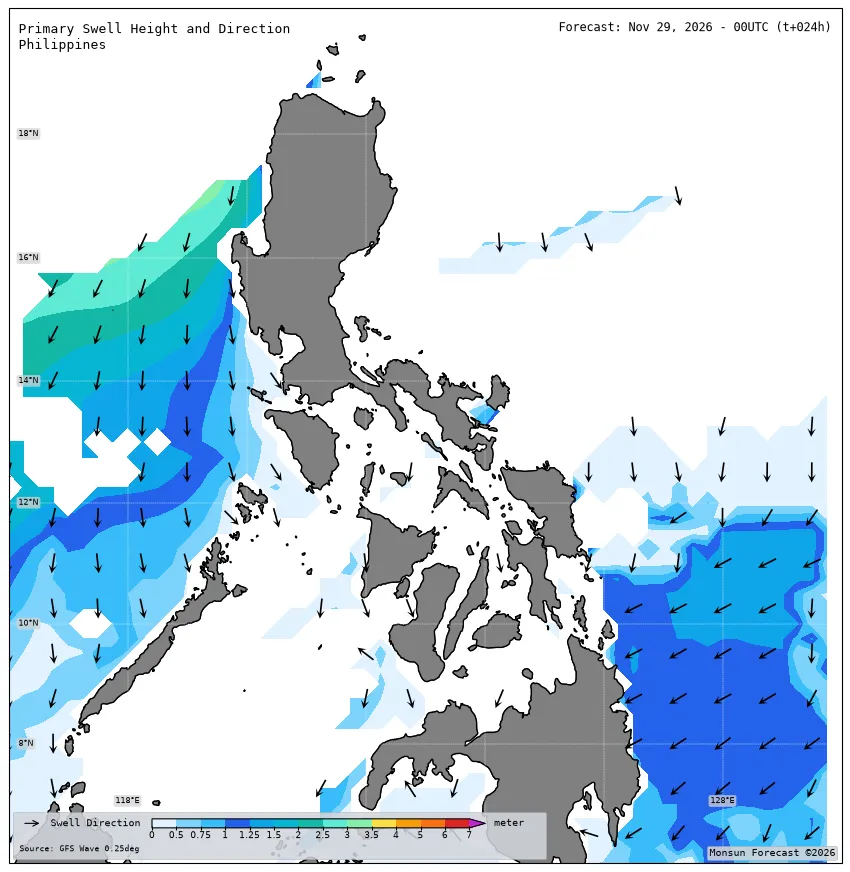 Primary Swell Height and Direction
Philippines
Forecast: Nov 29, 2026 - 00UTC (t+024h)
18°N
16°N
14°N
12°N
10°N
8°N
118°E
128°E
Swell Direction
0 0.5 0.75 1 1.25 1.5 2 2.5 3 3.5 4 5 6 7
meter
Source: GFS Wave 0.25deg
Monsun Forecast ©2026